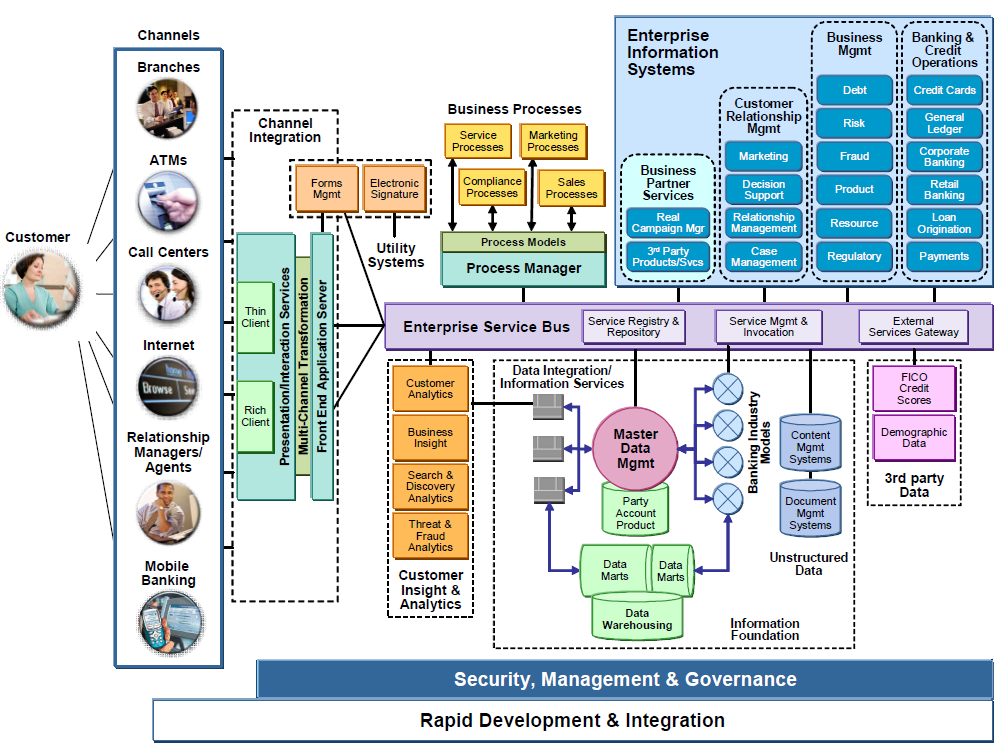 Channels
Branches
ATMs
Call Centers
Internet
Browse
Relationship
Managers/
Agents
Mobile
Banking
Customer
Channel
Integration
Thin
Client
Rich
Client
Presentation/Interaction Services
Multi-Channel Transformation
Front End Application Server
Forms
Mgmt
Electronic
Signature
Utility
Systems
Business Processes
Service
Processes
Marketing
Processes
Compliance
Processes
Sales
Processes
Process Models
Process Manager
Enterprise
Information
Systems
Business
Partner
Services
Real
Campaign Mgr
3rd Party
Products/Svcs
Customer
Relationship
Mgmt
Marketing
Decision
Support
Relationship
Management
Case
Management
Business
Mgmt
Debt
Risk
Fraud
Product
Resource
Regulatory
Banking &
Credit
Operations
Credit Cards
General
Ledger
Corporate
Banking
Retail
Banking
Loan
Origination
Payments
Enterprise Service Bus
Service Registry &
Repository
Service Mgmt &
Invocation
External
Services Gateway
Customer
Analytics
Business
Insight
Search &
Discovery
Analytics
Threat &
Fraud
Analytics
Customer
Insight &
Analytics
Data Integration/
Information Services
Master
Data
Mgmt
Party
Account
Product
Banking Industry
Models
Data
Marts
Data
Marts
Data
Warehousing
Content
Mgmt
Systems
Document
Mgmt
Systems
Unstructured
Data
Information
Foundation
FICO
Credit
Scores
Demographic
Data
3rd party
Data
Security, Management & Governance
Rapid Development & Integration